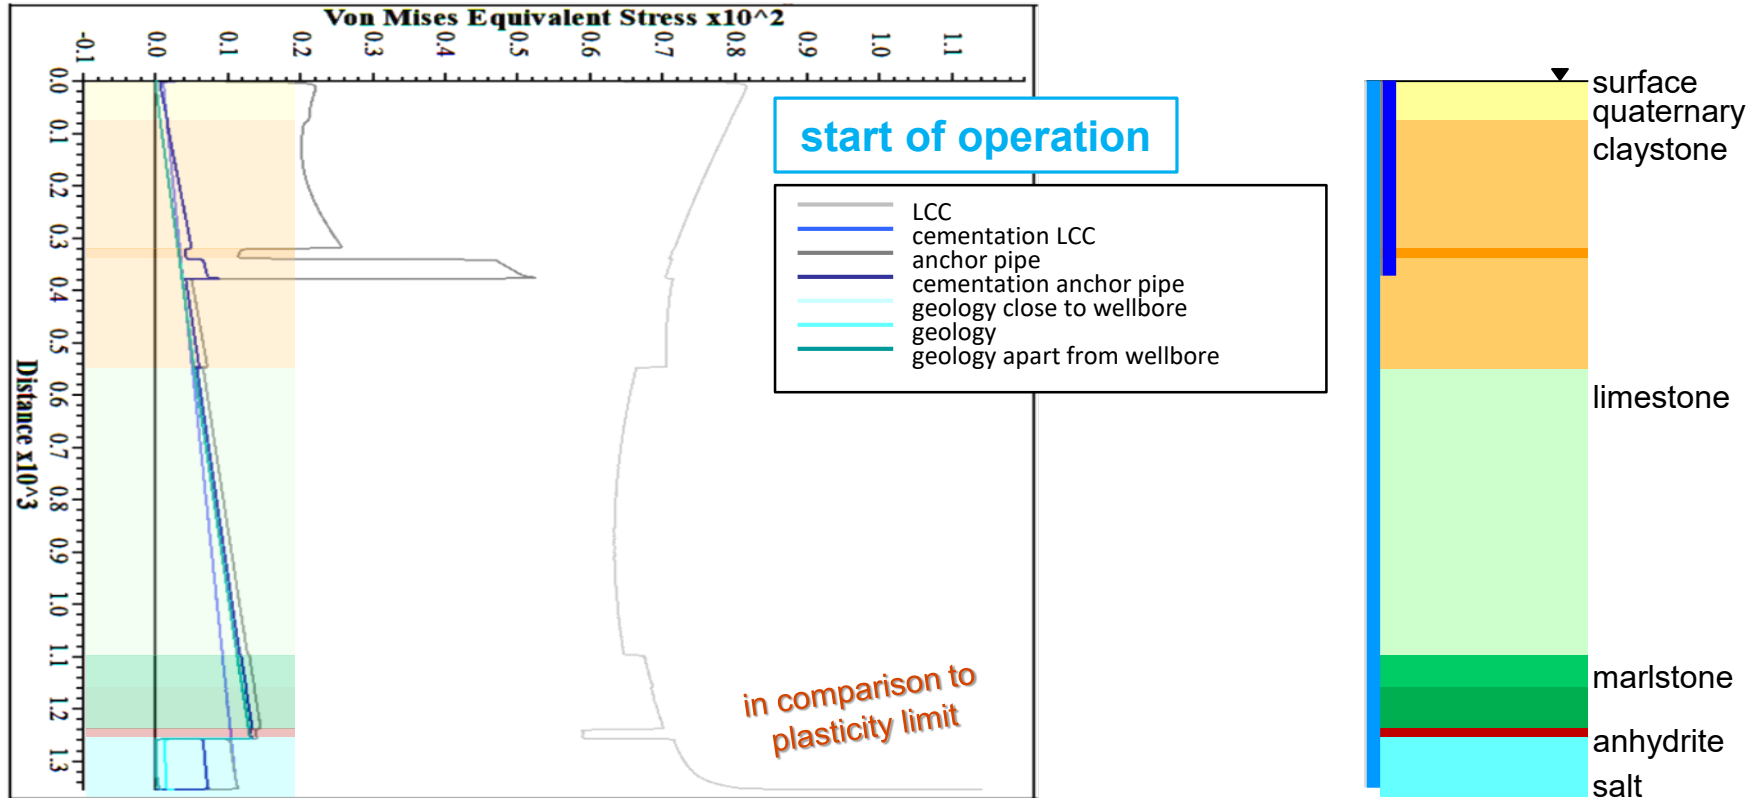 Von Mises Equivalent Stress x10^2
-0.1
0.0
0.1
0.2
0.3
0.4
0.5
0.6
0.7
0.8
0.9
1.0
1.1
Distance x10^3
0.0
0.1
0.2
0.3
0.4
0.5
0.6
0.7
0.8
0.9
1.0
1.1
1.2
1.3
start of operation
LCC
cementation LCC
anchor pipe
cementation anchor pipe
geology close to wellbore
geology
geology apart from wellbore
in comparison to
plasticity limit
surface
quaternary
claystone
limestone
marlstone
anhydrite
salt